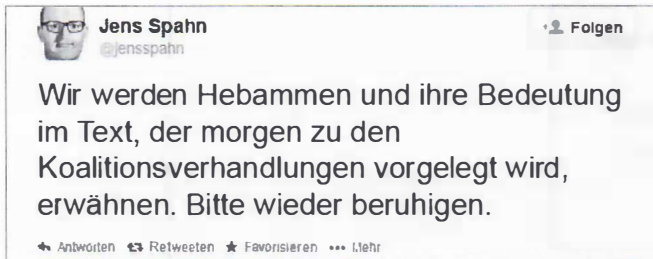 Jens Spahn
@jensspahn
Folgen
Wir werden Hebammen und ihre Bedeutung
im Text, der morgen zu den
Koalitionsverhandlungen vorgelegt wird,
erwähnen. Bitte wieder beruhigen.
Antworten Retweeten Favorisieren ••• Mehr